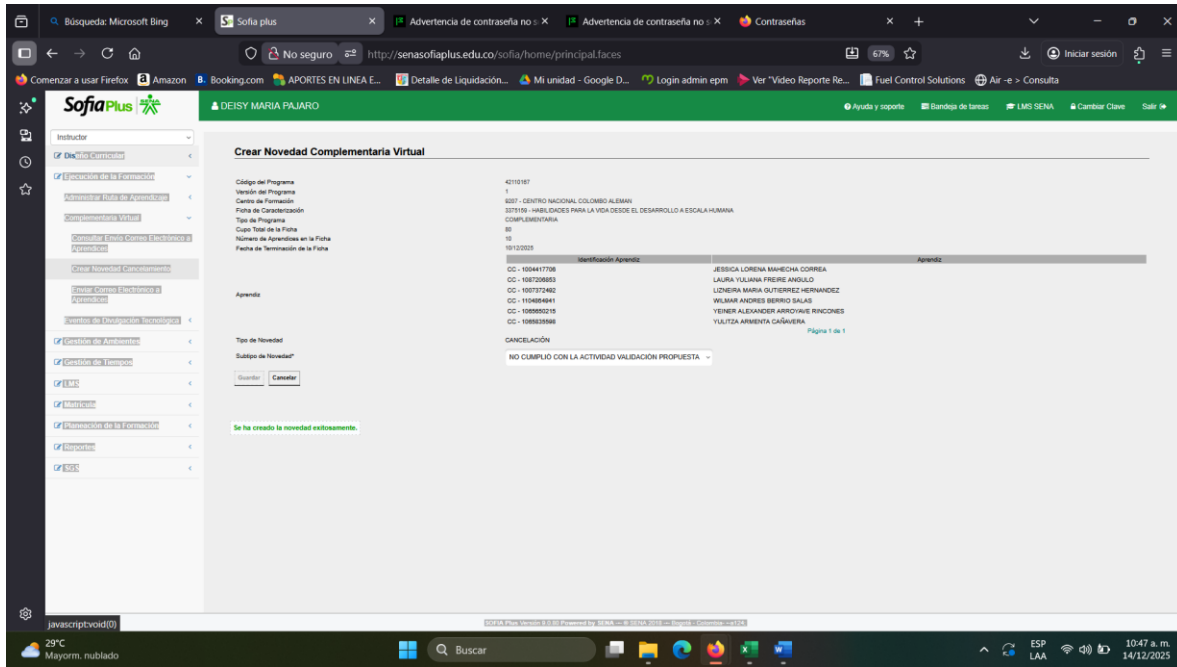 Búsqueda: Microsoft Bing
Sofia plus
Advertencia de contraseña no s
Advertencia de contraseña no s
Contraseñas
No seguro
http://senasofiaplus.edu.co/sofia/home/principal.faces
67%
Iniciar sesión
Comenzar a usar Firefox
Amazon
Booking.com
APORTES EN LINEA E...
Detalle de Liquidación...
Mi unidad - Google D...
Login admin epm
Ver "Video Reporte Re...
Fuel Control Solutions
Air -e > Consulta
Sofia Plus
SENA
DEISY MARIA PAJARO
Ayuda y soporte
Bandeja de tareas
LMS SENA
Cambiar Clave
Salir
Instructor
Diseño Curricular
Ejecución de la Formación
Administrar Ruta de Aprendizaje
Complementaria Virtual
Consultar Envío Correo Electrónico a
Aprendices
Crear Novedad Cancelamiento
Enviar Correo Electrónico a
Aprendices
Eventos de Divulgación Tecnológica
Gestión de Ambientes
Gestión de Tiempos
LMS
Matrícula
Planeación de la Formación
Reportes
SGS
Crear Novedad Complementaria Virtual
Código del Programa 42110187
Versión del Programa 1
Centro de Formación 9207 - CENTRO NACIONAL COLOMBO ALEMAN
Ficha de Caracterización 3375159 - HABILIDADES PARA LA VIDA DESDE EL DESARROLLO A ESCALA HUMANA
Tipo de Programa COMPLEMENTARIA
Cupo Total de la Ficha 80
Número de Aprendices en la Ficha 10
Fecha de Terminación de la Ficha 10/12/2025
Identificación Aprendiz Aprendiz
CC - 1004417706 JESSICA LORENA MAHECHA CORREA
CC - 1087206853 LAURA YULIANA FREIRE ANGULO
CC - 1007372492 LIZNEIRA MARIA GUTIERREZ HERNANDEZ
Aprendiz
CC - 1104864941 WILMAR ANDRES BERRIO SALAS
CC - 1065650215 YEINER ALEXANDER ARROYAVE RINCONES
CC - 1065635598 YULITZA ARMENTA CAÑAVERA
Página 1 de 1
Tipo de Novedad CANCELACIÓN
Subtipo de Novedad* NO CUMPLIÓ CON LA ACTIVIDAD VALIDACIÓN PROPUESTA
Guardar Cancelar
Se ha creado la novedad exitosamente.
javascript:void(0)
29°C
Mayorm. nublado
Buscar
ESP
LAA
10:47 a. m.
14/12/2025